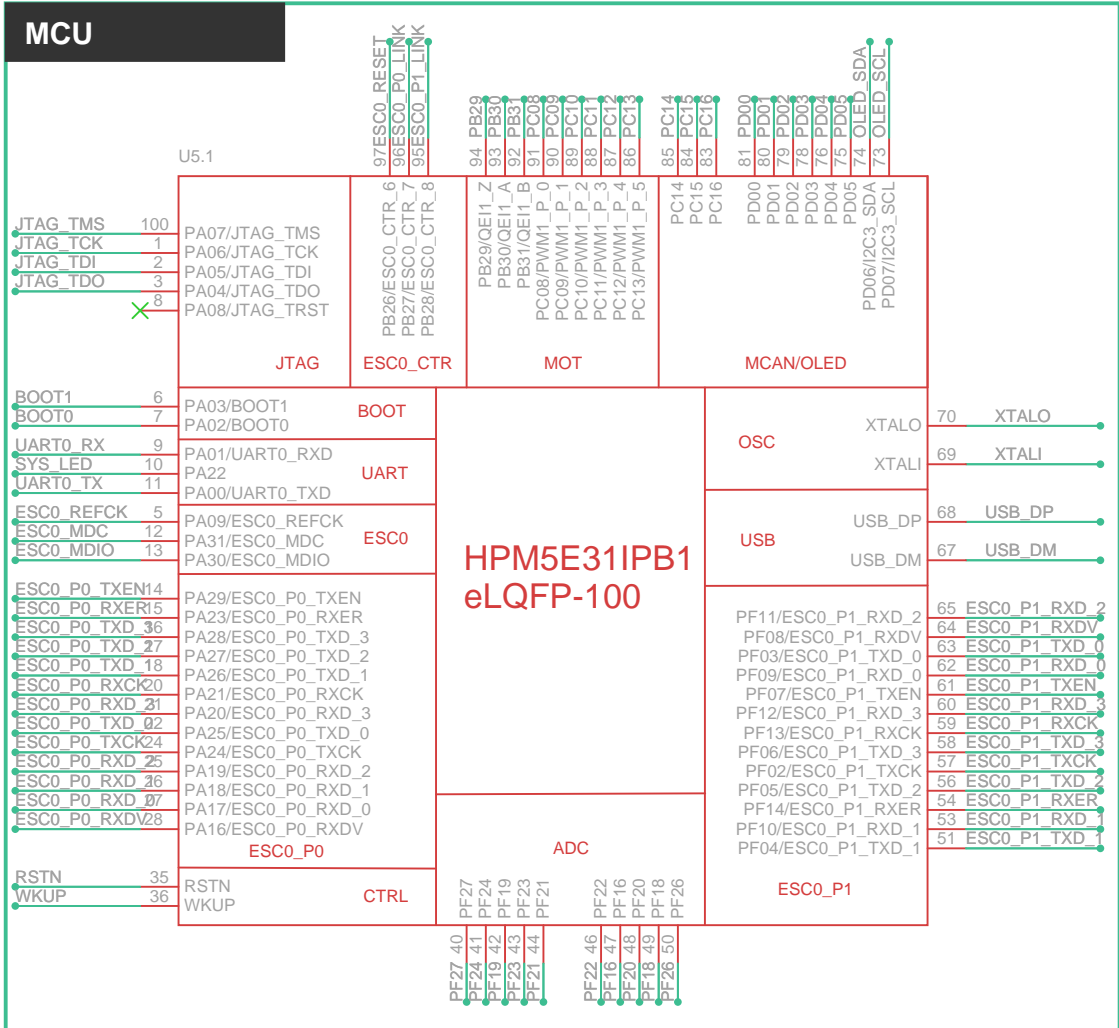 MCU
97 ESC0_RESET
96 ESC0_P0_LINK
95 ESC0_P1_LINK
94 PB29
93 PB30
92 PB31
91 PC08
90 PC09
89 PC10
88 PC11
87 PC12
86 PC13
85 PC14
84 PC15
83 PC16
81 PD00
80 PD01
79 PD02
78 PD03
76 PD04
75 PD05
74 OLED_SDA
73 OLED_SCL
U5.1
PB26/ESC0_CTR_6
PB27/ESC0_CTR_7
PB28/ESC0_CTR_8
PB29/QEI1_Z
PB30/QEI1_A
PB31/QEI1_B
PC08/PWM1_P_0
PC09/PWM1_P_1
PC10/PWM1_P_2
PC11/PWM1_P_3
PC12/PWM1_P_4
PC13/PWM1_P_5
PC14
PC15
PC16
PD00
PD01
PD02
PD03
PD04
PD05
PD06/I2C3_SDA
PD07/I2C3_SCL
JTAG_TMS 100 PA07/JTAG_TMS
JTAG_TCK 1 PA06/JTAG_TCK
JTAG_TDI 2 PA05/JTAG_TDI
JTAG_TDO 3 PA04/JTAG_TDO
8 PA08/JTAG_TRST
JTAG ESC0_CTR MOT MCAN/OLED
BOOT1 6 PA03/BOOT1
BOOT0 7 PA02/BOOT0
BOOT
UART0_RX 9 PA01/UART0_RXD
SYS_LED 10 PA22
UART0_TX 11 PA00/UART0_TXD
UART
ESC0_REFCK 5 PA09/ESC0_REFCK
ESC0_MDC 12 PA31/ESC0_MDC
ESC0_MDIO 13 PA30/ESC0_MDIO
ESC0
ESC0_P0_TXEN 14 PA29/ESC0_P0_TXEN
ESC0_P0_RXER 15 PA23/ESC0_P0_RXER
ESC0_P0_TXD_3 16 PA28/ESC0_P0_TXD_3
ESC0_P0_TXD_2 17 PA27/ESC0_P0_TXD_2
ESC0_P0_TXD_1 18 PA26/ESC0_P0_TXD_1
ESC0_P0_RXCK 20 PA21/ESC0_P0_RXCK
ESC0_P0_RXD_3 21 PA20/ESC0_P0_RXD_3
ESC0_P0_TXD_0 22 PA25/ESC0_P0_TXD_0
ESC0_P0_TXCK 24 PA24/ESC0_P0_TXCK
ESC0_P0_RXD_2 25 PA19/ESC0_P0_RXD_2
ESC0_P0_RXD_1 26 PA18/ESC0_P0_RXD_1
ESC0_P0_RXD_0 27 PA17/ESC0_P0_RXD_0
ESC0_P0_RXDV 28 PA16/ESC0_P0_RXDV
ESC0_P0
RSTN 35 RSTN
WKUP 36 WKUP
CTRL
HPM5E31IPB1
eLQFP-100
XTALO 70 XTALO
OSC
XTALI 69 XTALI
USB_DP 68 USB_DP
USB
USB_DM 67 USB_DM
PF11/ESC0_P1_RXD_2 65 ESC0_P1_RXD_2
PF08/ESC0_P1_RXDV 64 ESC0_P1_RXDV
PF03/ESC0_P1_TXD_0 63 ESC0_P1_TXD_0
PF09/ESC0_P1_RXD_0 62 ESC0_P1_RXD_0
PF07/ESC0_P1_TXEN 61 ESC0_P1_TXEN
PF12/ESC0_P1_RXD_3 60 ESC0_P1_RXD_3
PF13/ESC0_P1_RXCK 59 ESC0_P1_RXCK
PF06/ESC0_P1_TXD_3 58 ESC0_P1_TXD_3
PF02/ESC0_P1_TXCK 57 ESC0_P1_TXCK
PF05/ESC0_P1_TXD_2 56 ESC0_P1_TXD_2
PF14/ESC0_P1_RXER 54 ESC0_P1_RXER
PF10/ESC0_P1_RXD_1 53 ESC0_P1_RXD_1
PF04/ESC0_P1_TXD_1 51 ESC0_P1_TXD_1
ESC0_P1
ADC
PF27
PF24
PF19
PF23
PF21
PF22
PF16
PF20
PF18
PF26
PF27 40
PF24 41
PF19 42
PF23 43
PF21 44
PF22 46
PF16 47
PF20 48
PF18 49
PF26 50